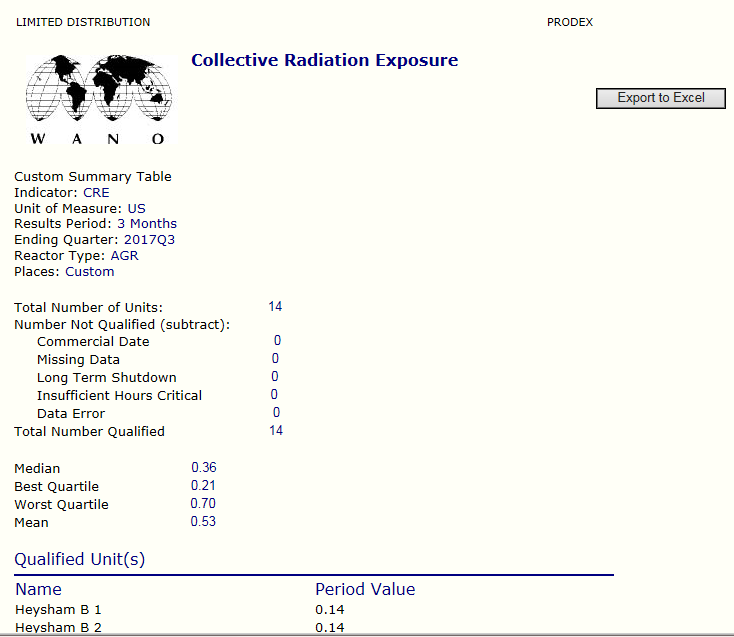 LIMITED DISTRIBUTION PRODEX
Collective Radiation Exposure
Export to Excel
W A N O
Custom Summary Table
Indicator: CRE
Unit of Measure: US
Results Period: 3 Months
Ending Quarter: 2017Q3
Reactor Type: AGR
Places: Custom
Total Number of Units: 14
Number Not Qualified (subtract):
Commercial Date 0
Missing Data 0
Long Term Shutdown 0
Insufficient Hours Critical 0
Data Error 0
Total Number Qualified 14
Median 0.36
Best Quartile 0.21
Worst Quartile 0.70
Mean 0.53
Qualified Unit(s)
Name Period Value
Heysham B 1 0.14
Heysham B 2 0.14